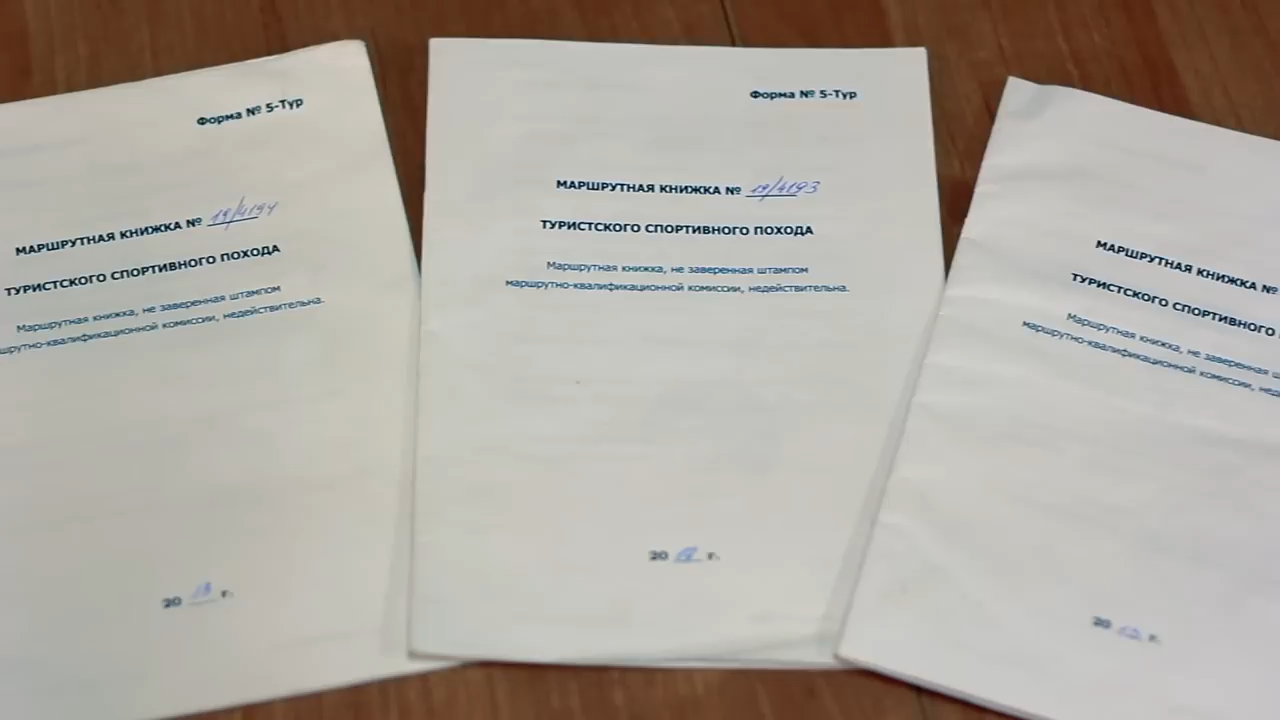 Форма № 5-Тур
МАРШРУТНАЯ КНИЖКА № 19/4194
ТУРИСТСКОГО СПОРТИВНОГО ПОХОДА
Маршрутная книжка, не заверенная штампом
маршрутно-квалификационной комиссии, недействительна.
20 г.
Форма № 5-Тур
МАРШРУТНАЯ КНИЖКА № 19/4193
ТУРИСТСКОГО СПОРТИВНОГО ПОХОДА
Маршрутная книжка, не заверенная штампом
маршрутно-квалификационной комиссии, недействительна.
20 г.
МАРШРУТНАЯ КНИЖКА №
ТУРИСТСКОГО СПОРТИВНОГО
Маршрутная книжка, не заверенная
маршрутно-квалификационной комиссии,
20 г.